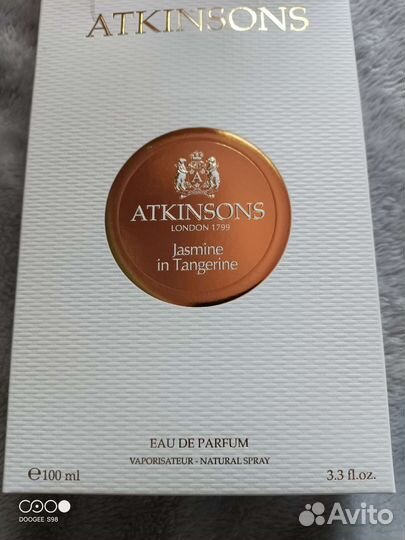 ATKINSONS
A
ATKINSONS
LONDON 1799
Jasmine
in Tangerine
EAU DE PARFUM
VAPORISATEUR - NATURAL SPRAY
℮100 ml 3.3 fl.oz.
DOOGEE S98
Avito